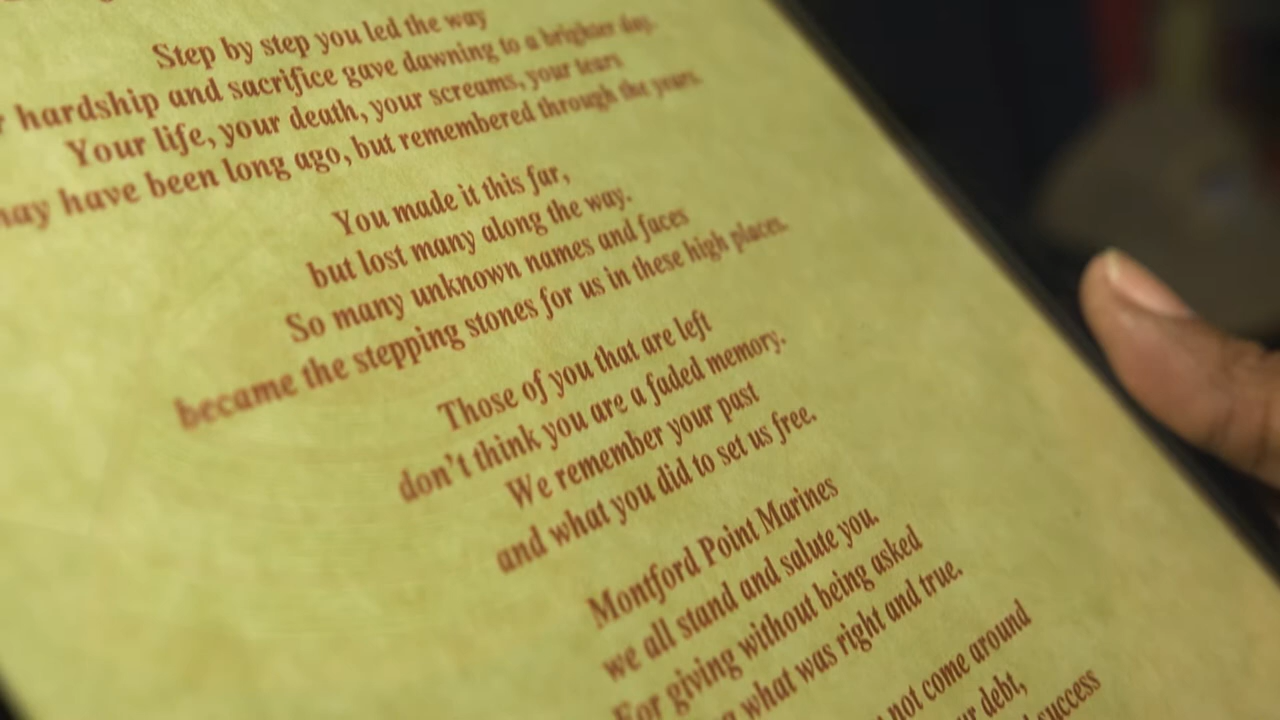 Step by step you led the way
hardship and sacrifice gave dawning to a brighter day.
Your life, your death, your screams, your tears
may have been long ago, but remembered through the years.
You made it this far,
but lost many along the way.
So many unknown names and faces
became the stepping stones for us in these high places.
Those of you that are left
don't think you are a faded memory.
We remember your past
and what you did to set us free.
Montford Point Marines
we all stand and salute you.
For giving without being asked
what was right and true.
not come around
debt,
success